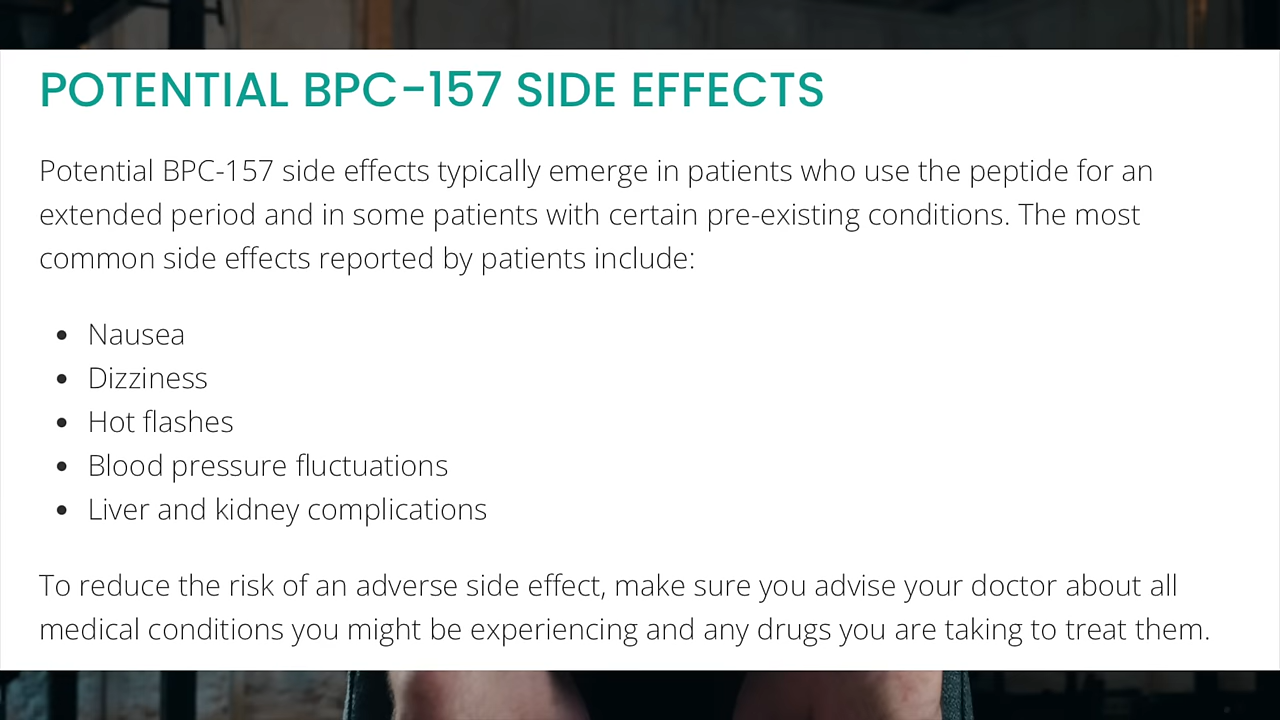 POTENTIAL BPC-157 SIDE EFFECTS
Potential BPC-157 side effects typically emerge in patients who use the peptide for an
extended period and in some patients with certain pre-existing conditions. The most
common side effects reported by patients include:
• Nausea
• Dizziness
• Hot flashes
• Blood pressure fluctuations
• Liver and kidney complications
To reduce the risk of an adverse side effect, make sure you advise your doctor about all
medical conditions you might be experiencing and any drugs you are taking to treat them.